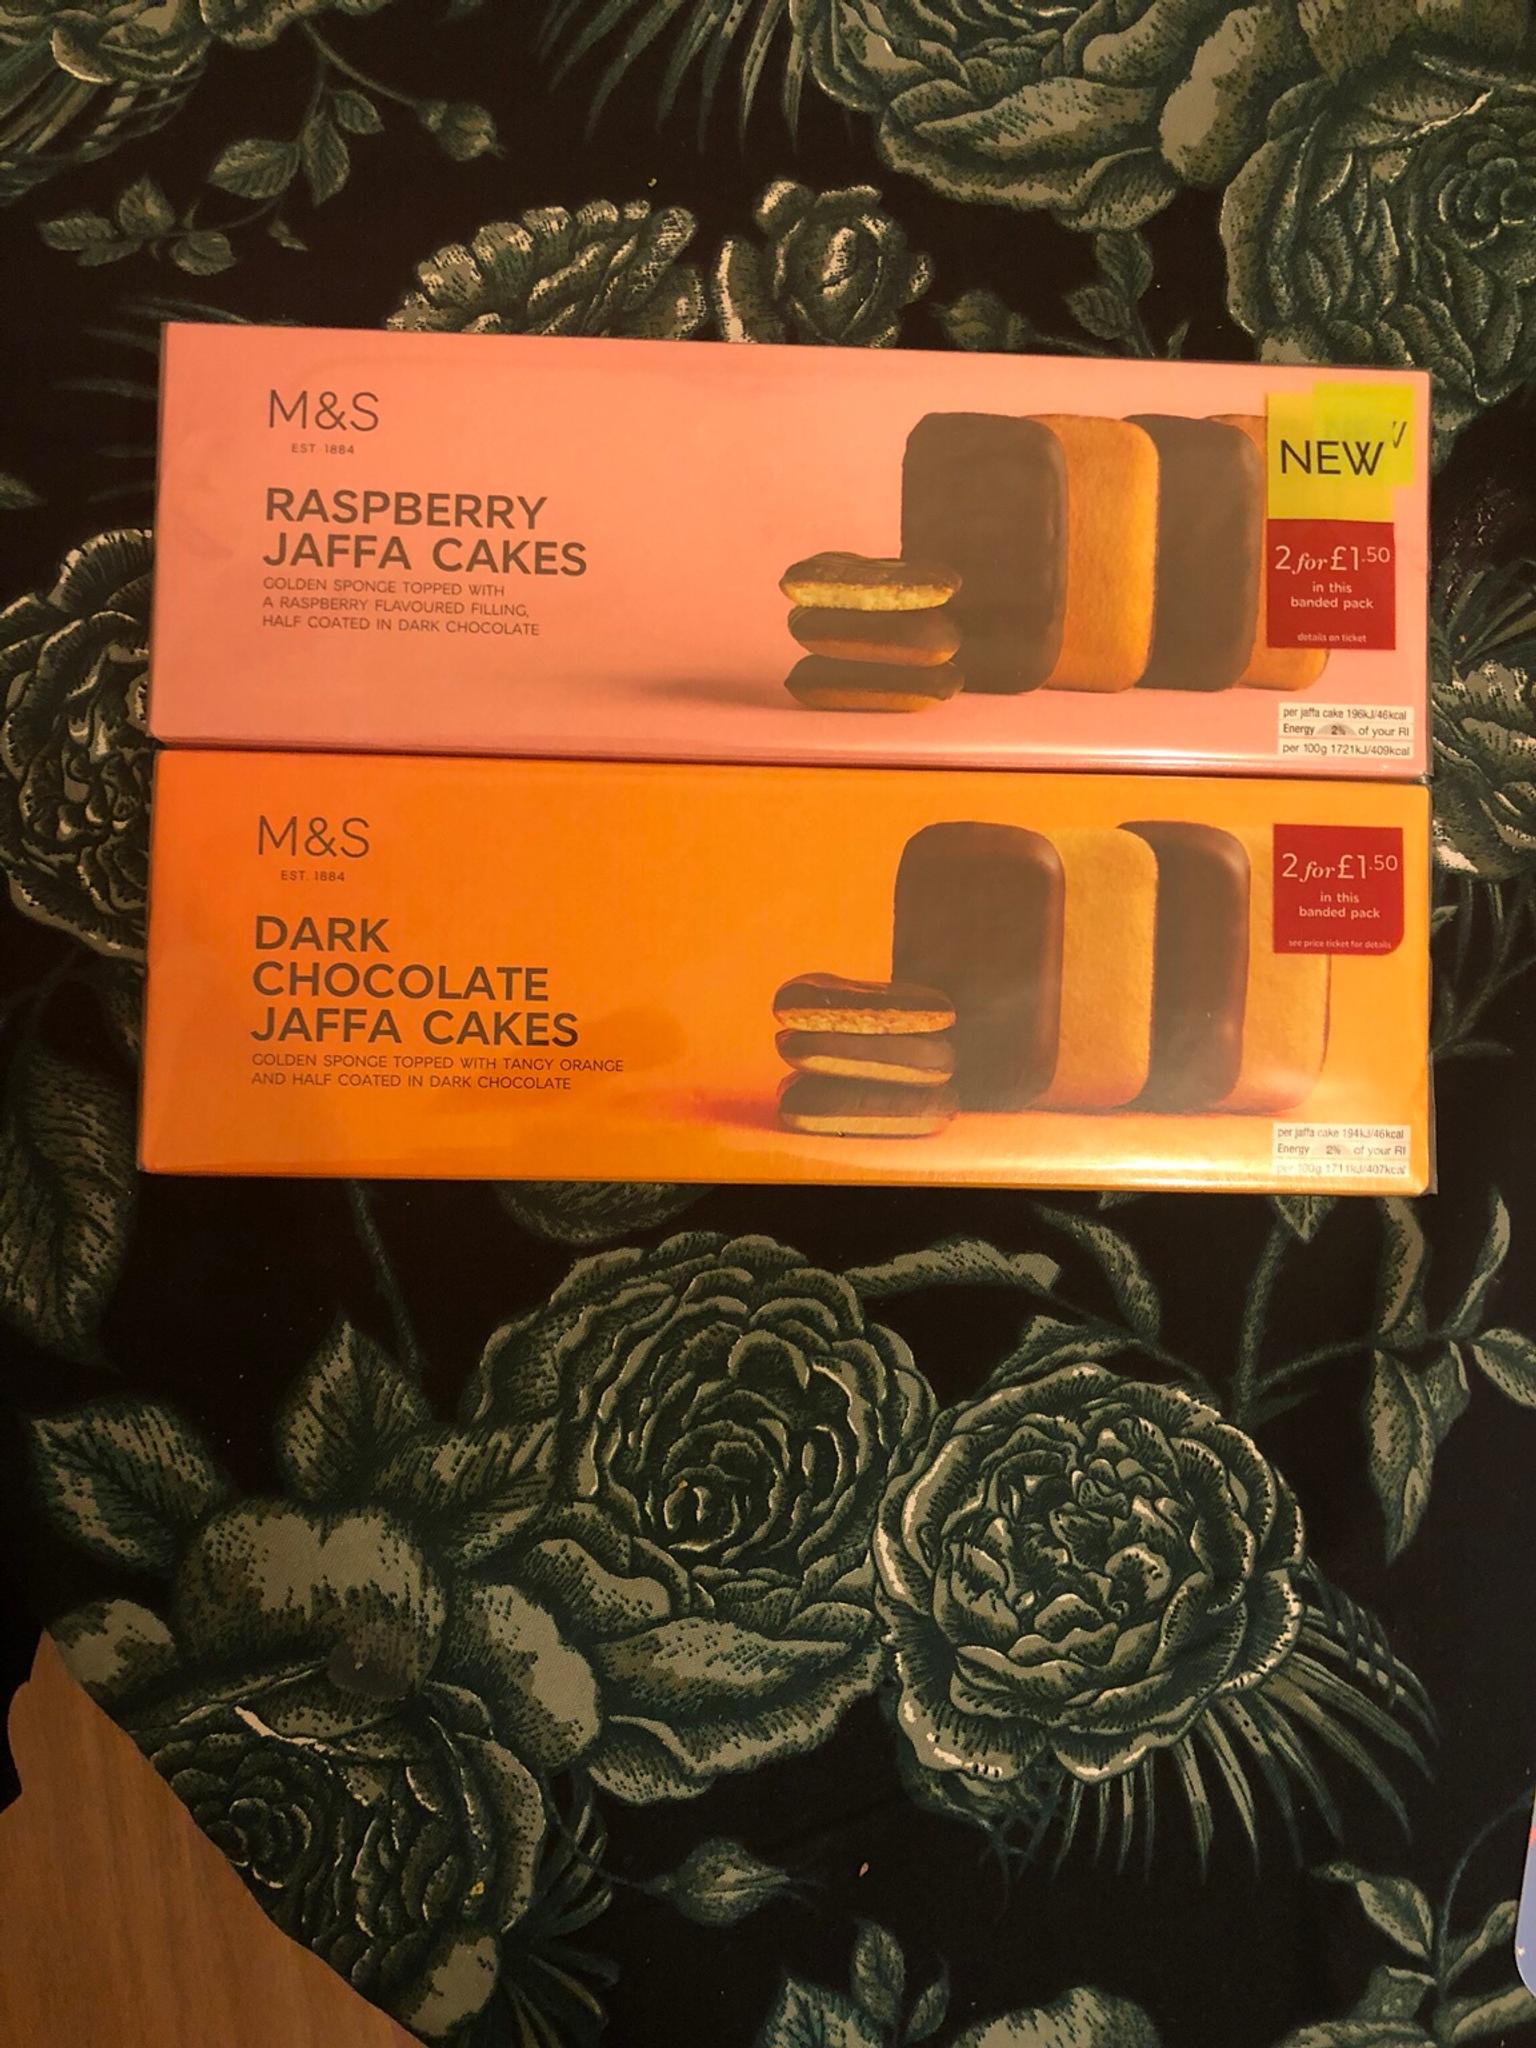 M&S
EST 1884
RASPBERRY
JAFFA CAKES
GOLDEN SPONGE TOPPED WITH
A RASPBERRY FLAVOURED FILLING,
HALF COATED IN DARK CHOCOLATE
NEW
2 for £1.50
in this
banded pack
details on ticket
per jaffa cake 196kJ/46kcal
Energy 2% of your RI
per 100g 1721kJ/409kcal
M&S
EST. 1884
DARK
CHOCOLATE
JAFFA CAKES
GOLDEN SPONGE TOPPED WITH TANGY ORANGE
AND HALF COATED IN DARK CHOCOLATE
2 for £1.50
in this
banded pack
see price ticket for details
per jaffa cake 194kJ/46kcal
Energy 2% of your RI
per 100g 1711kJ/407kcal